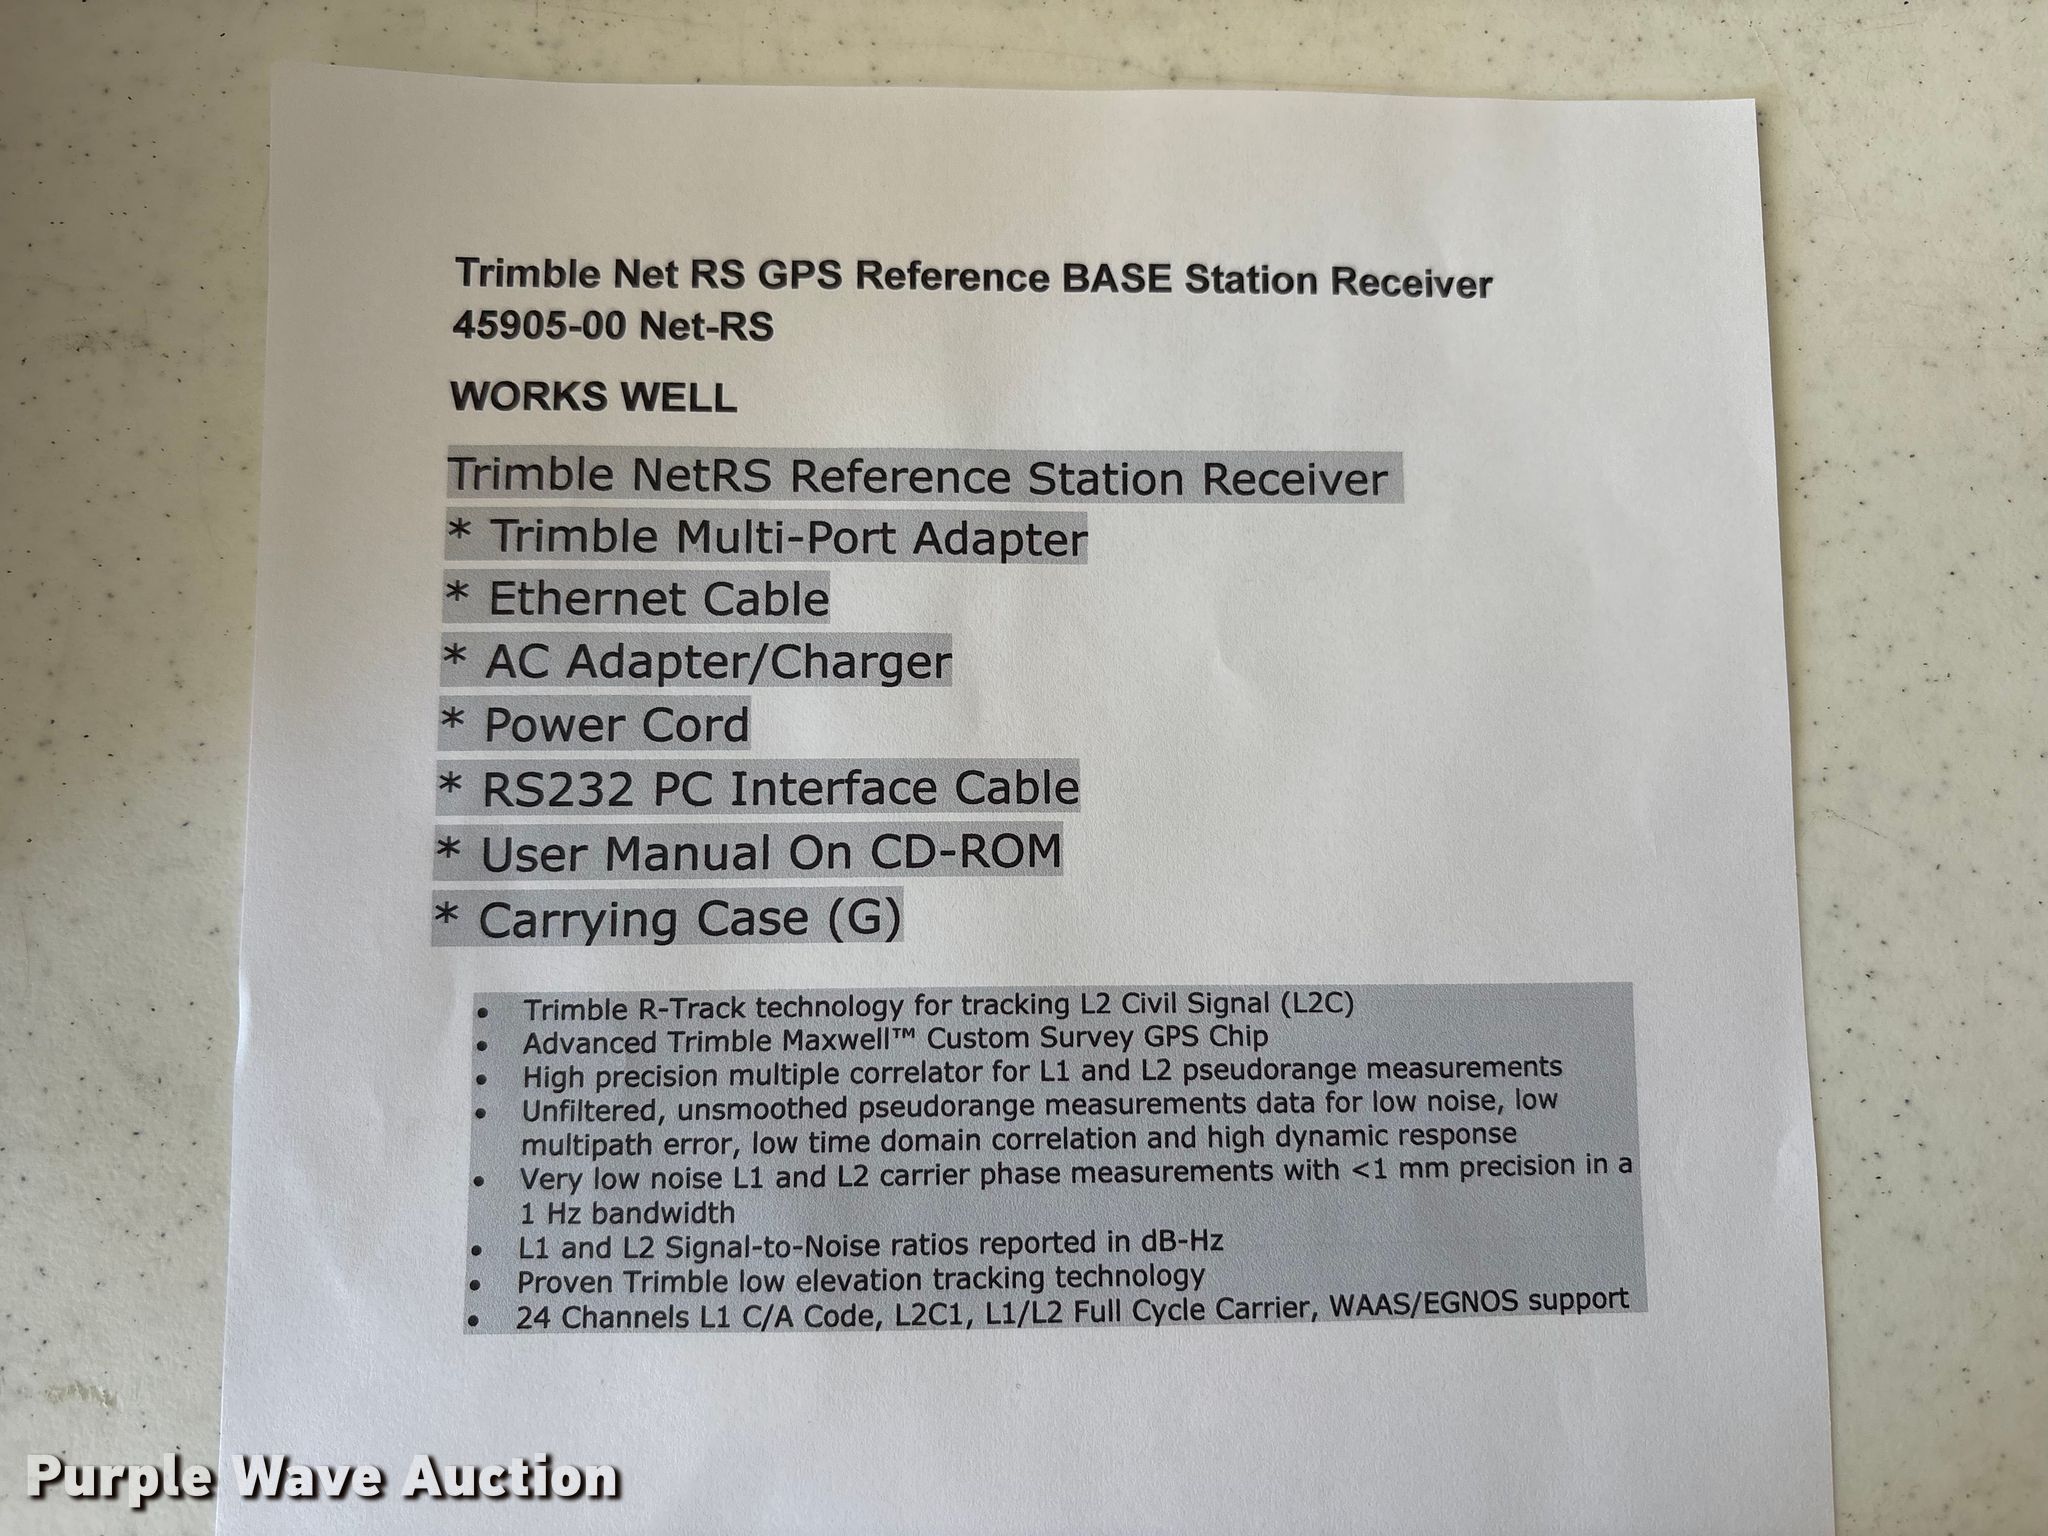 Trimble Net RS GPS Reference BASE Station Receiver
45905-00 Net-RS
WORKS WELL
Trimble NetRS Reference Station Receiver
* Trimble Multi-Port Adapter
* Ethernet Cable
* AC Adapter/Charger
* Power Cord
* RS232 PC Interface Cable
* User Manual On CD-ROM
* Carrying Case (G)
• Trimble R-Track technology for tracking L2 Civil Signal (L2C)
• Advanced Trimble Maxwell™ Custom Survey GPS Chip
• High precision multiple correlator for L1 and L2 pseudorange measurements
• Unfiltered, unsmoothed pseudorange measurements data for low noise, low
multipath error, low time domain correlation and high dynamic response
• Very low noise L1 and L2 carrier phase measurements with <1 mm precision in a
1 Hz bandwidth
• L1 and L2 Signal-to-Noise ratios reported in dB-Hz
• Proven Trimble low elevation tracking technology
• 24 Channels L1 C/A Code, L2C1, L1/L2 Full Cycle Carrier, WAAS/EGNOS support
Purple Wave Auction